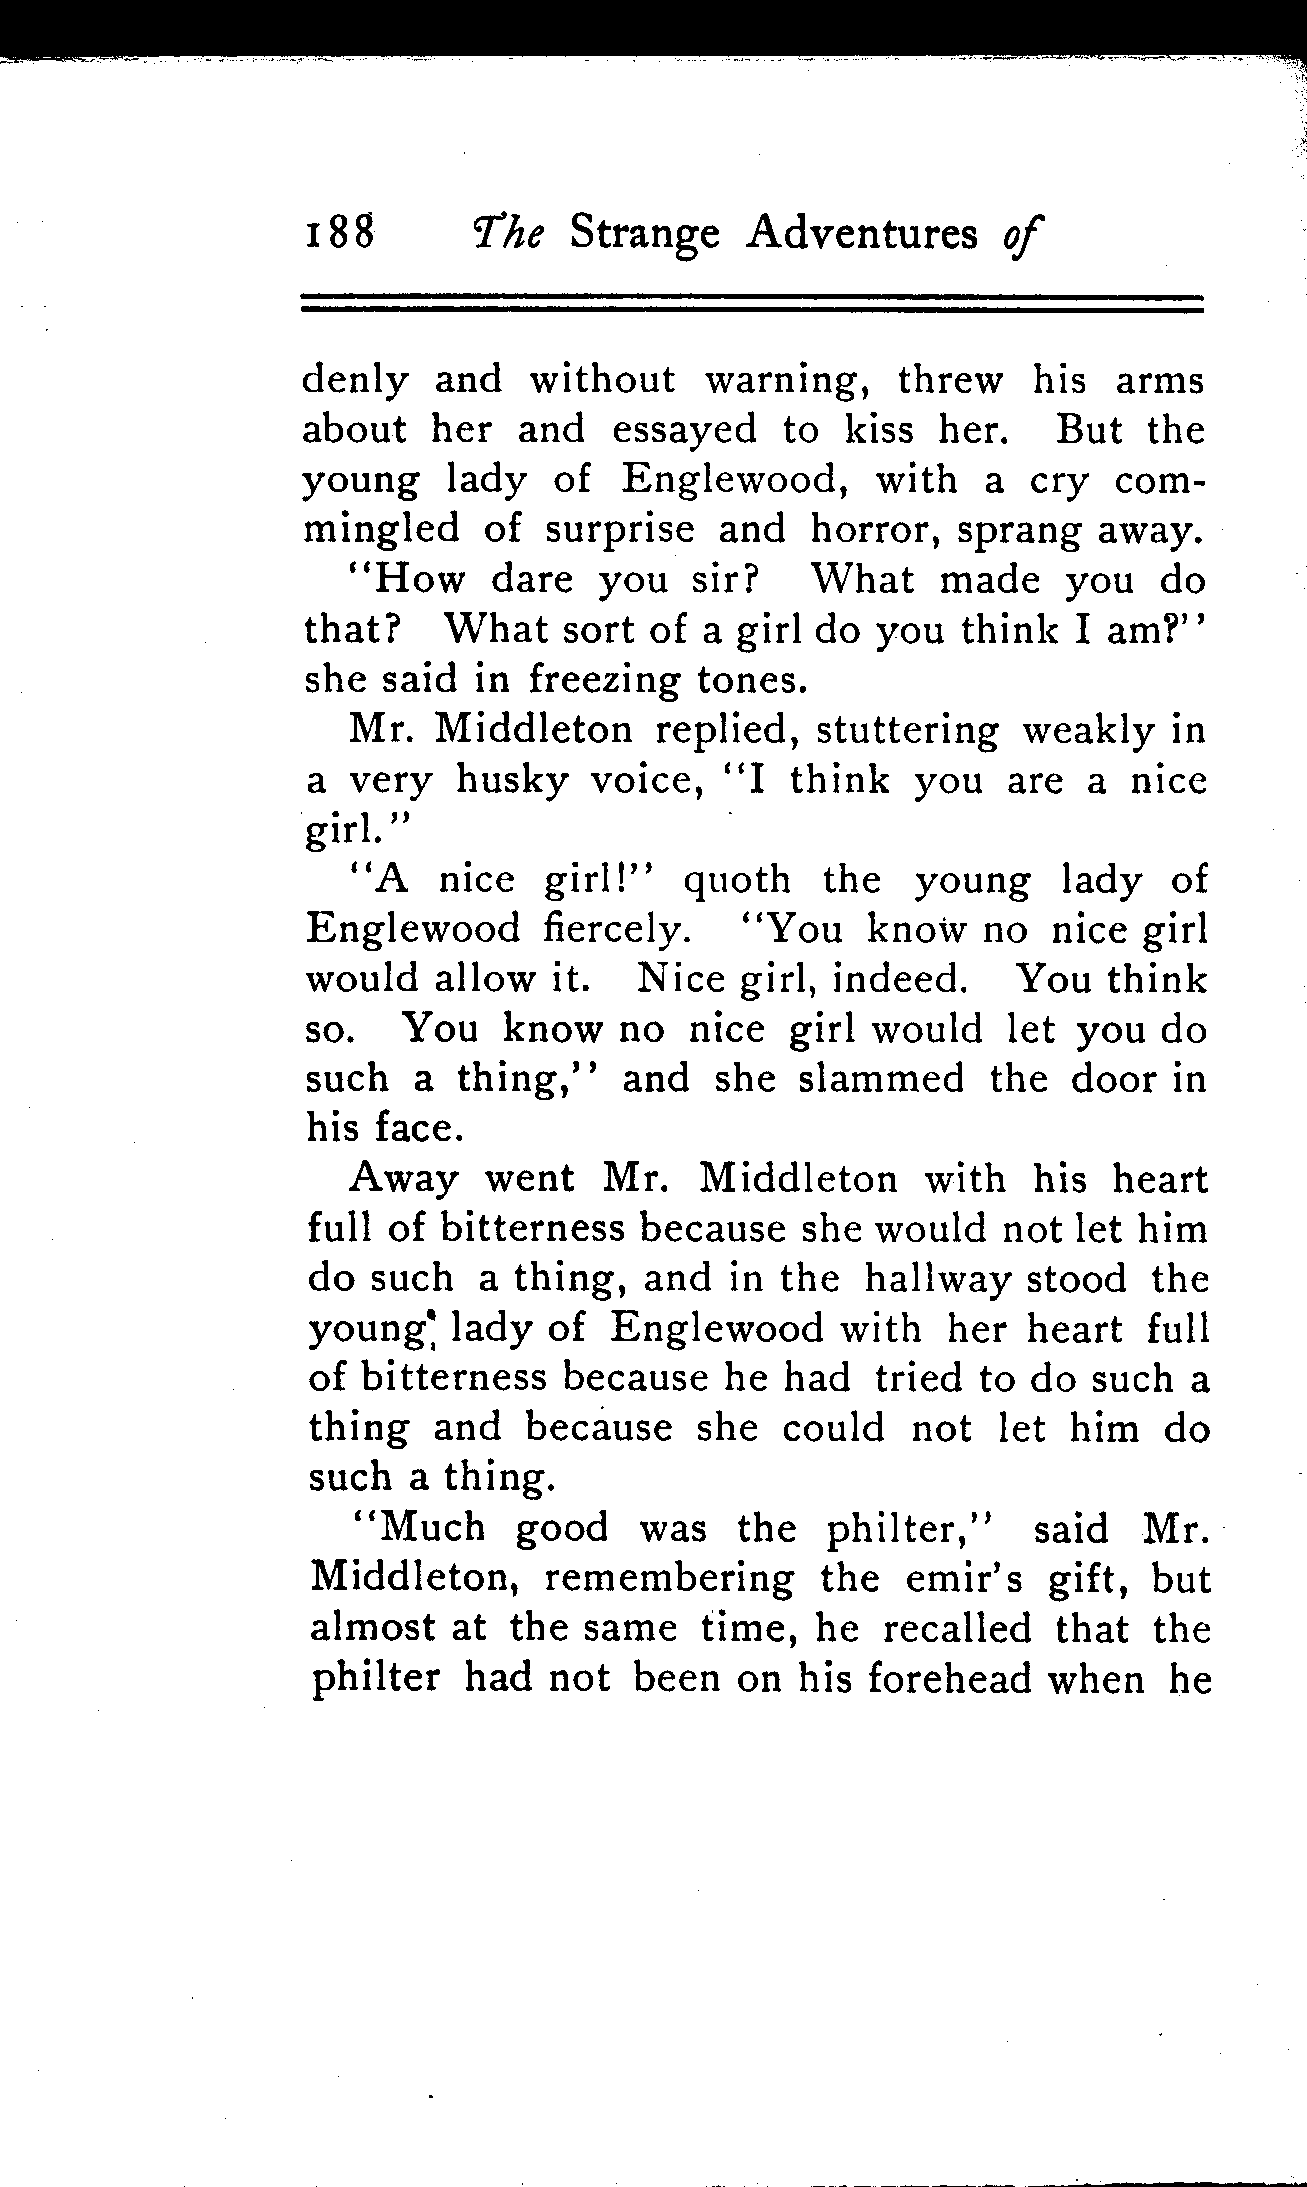 188 The Strange Adventures of
denly and without warning, threw his arms
about her and essayed to kiss her. But the
young lady of Englewood, with a cry com-
mingled of surprise and horror, sprang away.
"How dare you sir? What made you do
that? What sort of a girl do you think I am?"
she said in freezing tones.
Mr. Middleton replied, stuttering weakly in
a very husky voice, "I think you are a nice
girl."
"A nice girl!" quoth the young lady of
Englewood fiercely. "You know no nice girl
would allow it. Nice girl, indeed. You think
so. You know no nice girl would let you do
such a thing," and she slammed the door in
his face.
Away went Mr. Middleton with his heart
full of bitterness because she would not let him
do such a thing, and in the hallway stood the
young lady of Englewood with her heart full
of bitterness because he had tried to do such a
thing and because she could not let him do
such a thing.
"Much good was the philter," said Mr.
Middleton, remembering the emir's gift, but
almost at the same time, he recalled that the
philter had not been on his forehead when he